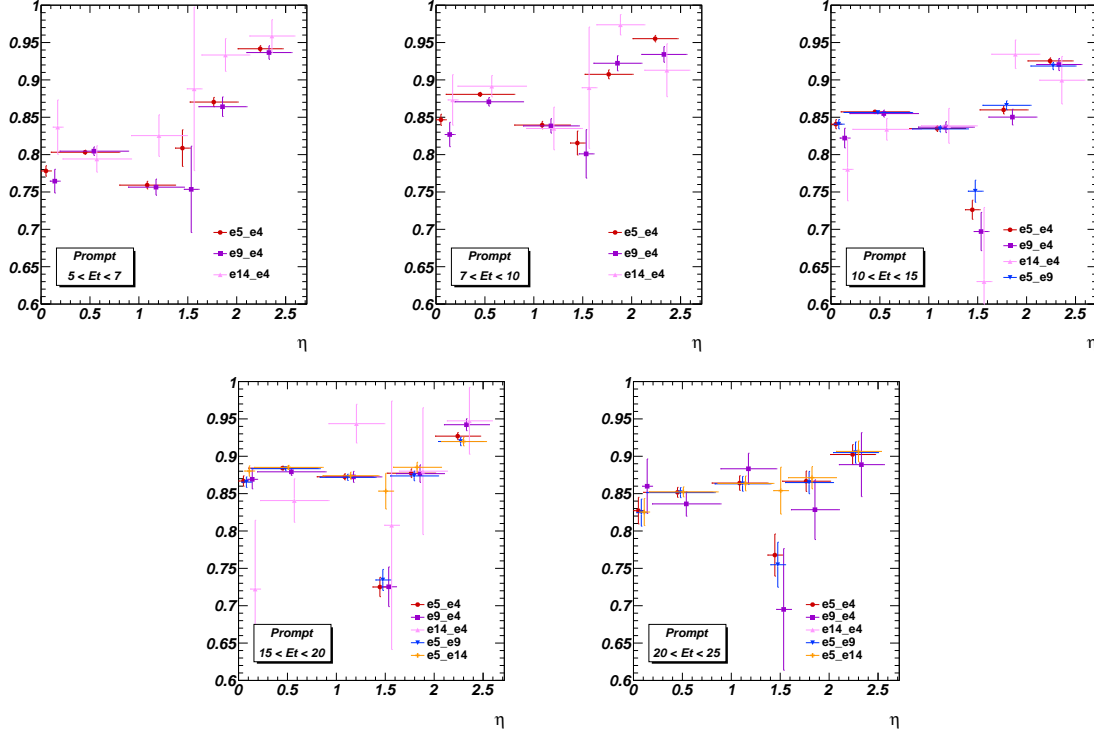 1
0.95
0.9
0.85
0.8
0.75
0.7
0.65
0.6
0 0.5 1 1.5 2 2.5
η
Prompt
5 < Et < 7
e5_e4
e9_e4
e14_e4
1
0.95
0.9
0.85
0.8
0.75
0.7
0.65
0.6
0 0.5 1 1.5 2 2.5
η
Prompt
7 < Et < 10
e5_e4
e9_e4
e14_e4
1
0.95
0.9
0.85
0.8
0.75
0.7
0.65
0.6
0 0.5 1 1.5 2 2.5
η
Prompt
10 < Et < 15
e5_e4
e9_e4
e14_e4
e5_e9
1
0.95
0.9
0.85
0.8
0.75
0.7
0.65
0.6
0 0.5 1 1.5 2 2.5
η
Prompt
15 < Et < 20
e5_e4
e9_e4
e14_e4
e5_e9
e5_e14
1
0.95
0.9
0.85
0.8
0.75
0.7
0.65
0.6
0 0.5 1 1.5 2 2.5
η
Prompt
20 < Et < 25
e5_e4
e9_e4
e5_e9
e5_e14